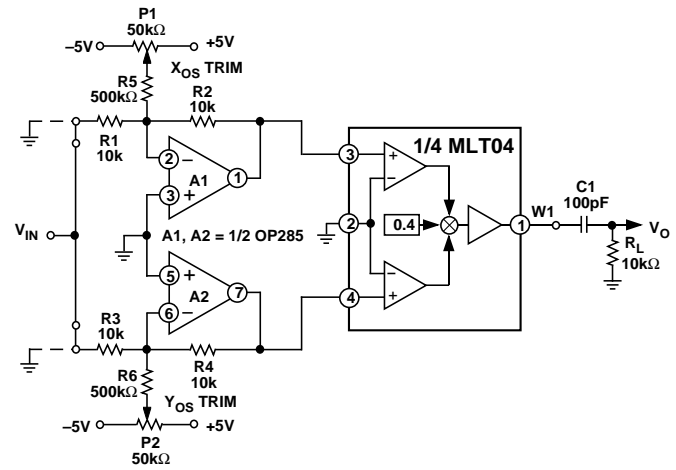 P1
50kΩ
–5V
+5V
XOS TRIM
R5
500kΩ
R2
10k
R1
10k
2
–
3
+
A1
1
VIN
A1, A2 = 1/2 OP285
5
+
6
–
A2
7
R3
10k
R4
10k
R6
500kΩ
YOS TRIM
–5V
+5V
P2
50kΩ
1/4 MLT04
3
+
–
2
0.4
–
+
4
1
W1
C1
100pF
VO
RL
10kΩ